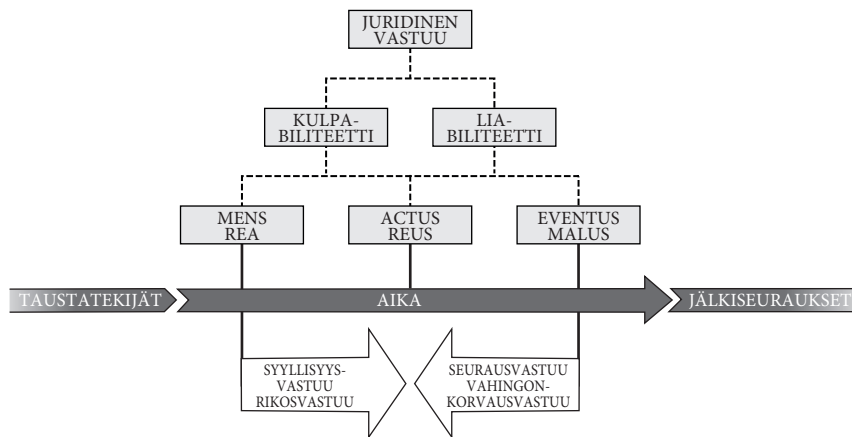 JURIDINEN
VASTUU
KULPA-
BILITEETTI
LIA-
BILITEETTI
MENS
REA
ACTUS
REUS
EVENTUS
MALUS
TAUSTATEKIJÄT
AIKA
JÄLKISEURAUKSET
SYYLLISYYS-
VASTUU
RIKOSVASTUU
SEURAUSVASTUU
VAHINGON-
KORVAUSVASTUU